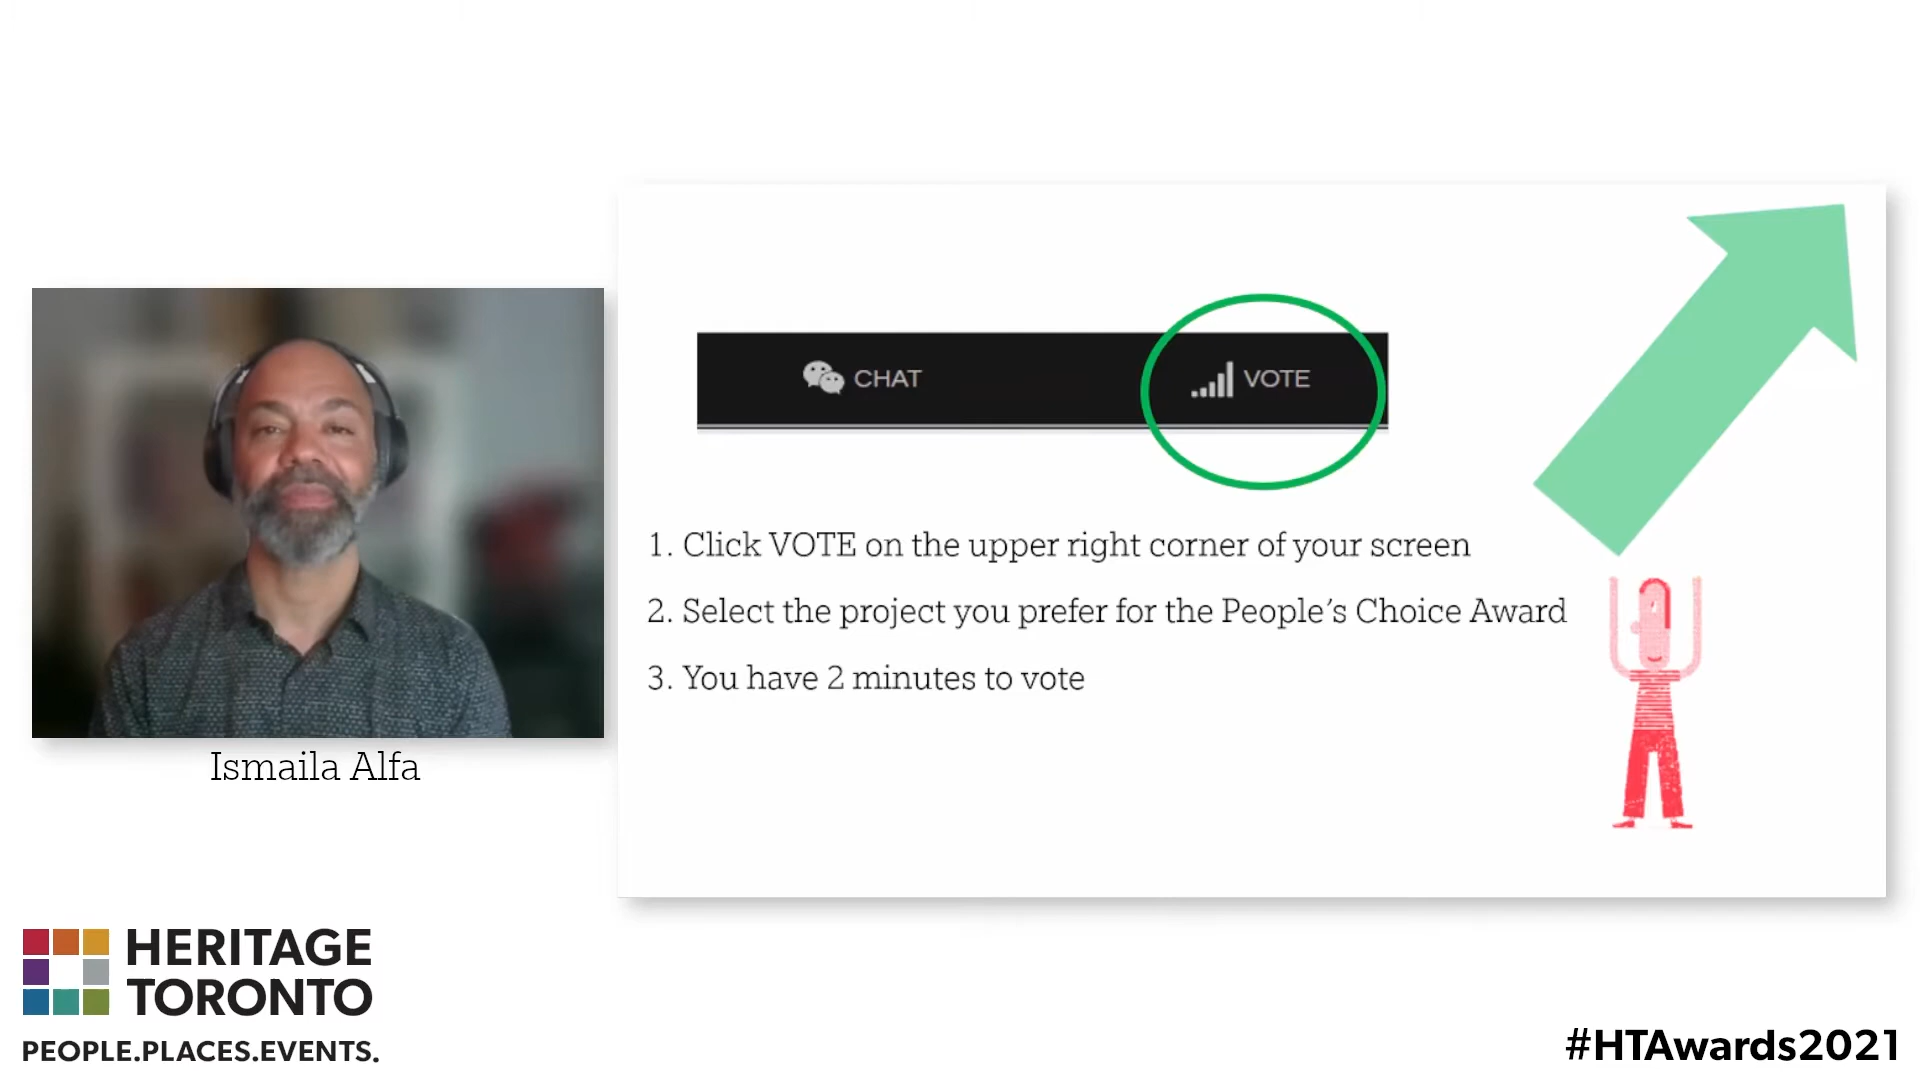 CHAT
VOTE
1. Click VOTE on the upper right corner of your screen
2. Select the project you prefer for the People’s Choice Award
3. You have 2 minutes to vote
Ismaila Alfa
HERITAGE
TORONTO
PEOPLE.PLACES.EVENTS.
#HTAwards2021